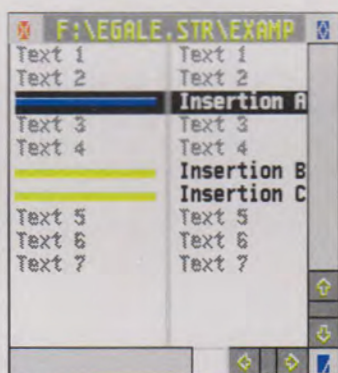 F:\EGALE.STR\EXAMP
Text 1 Text 1
Text 2 Text 2
Insertion A
Text 3 Text 3
Text 4 Text 4
Insertion B
Insertion C
Text 5 Text 5
Text 6 Text 6
Text 7 Text 7